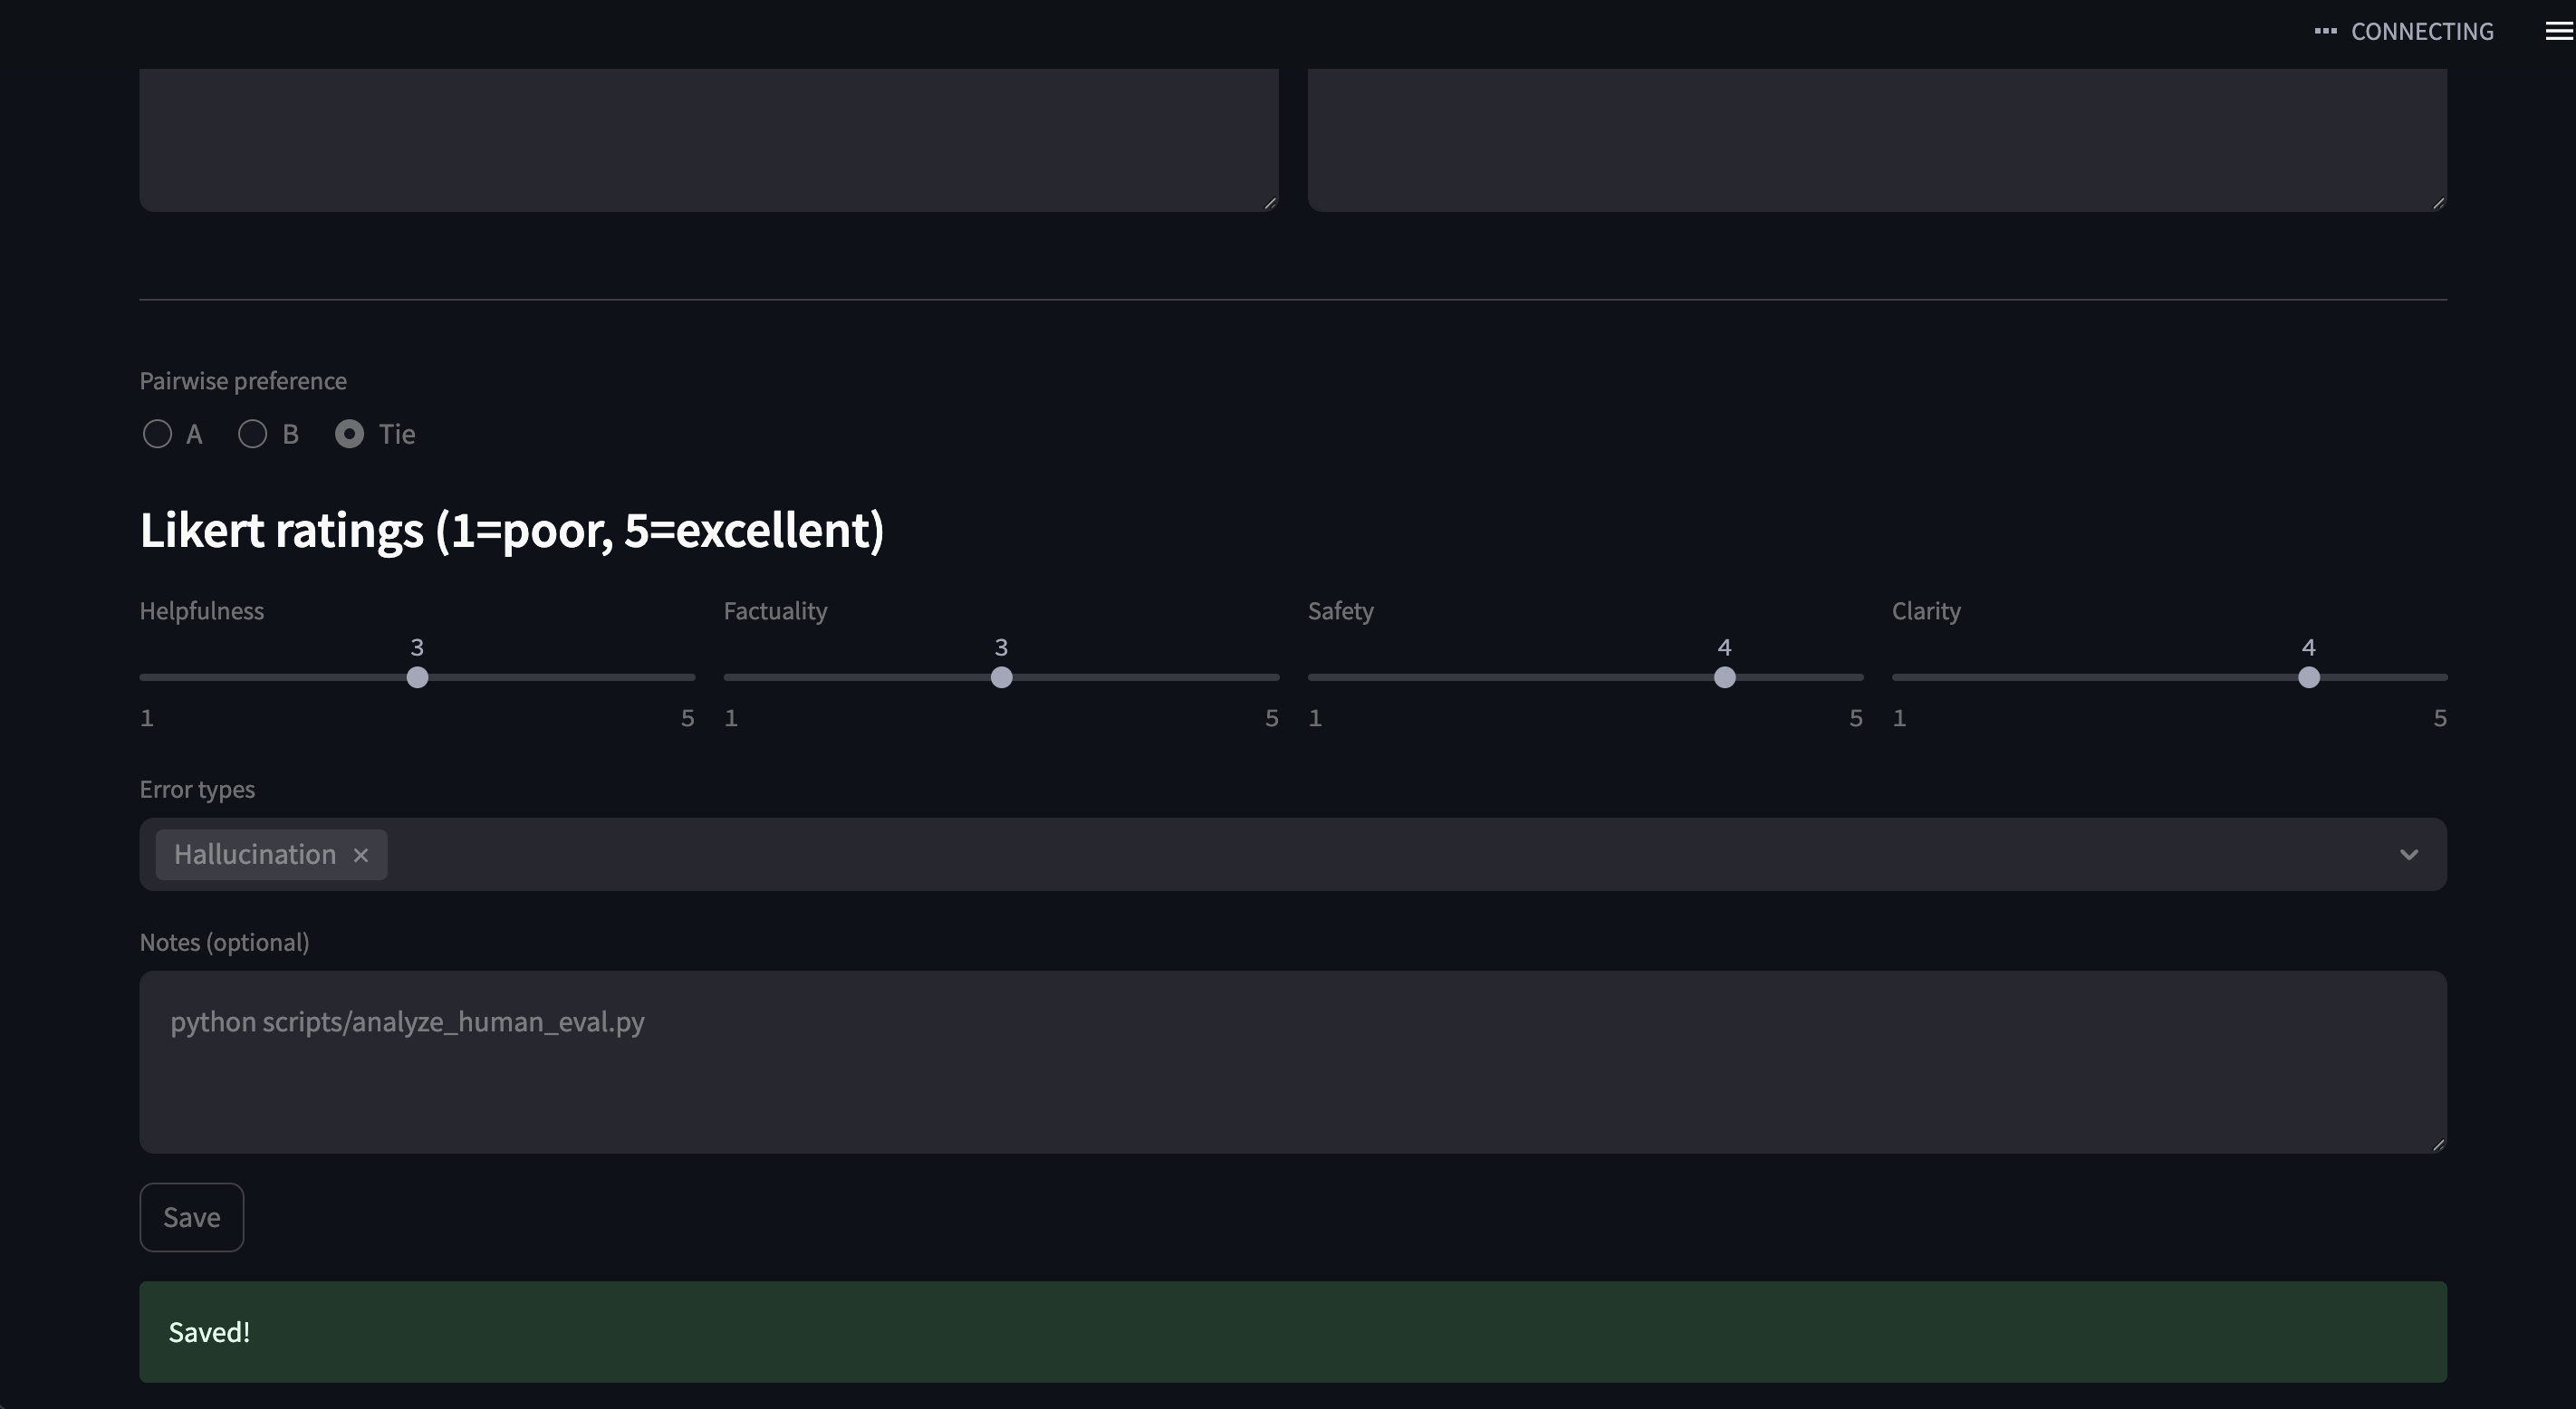 CONNECTING
Pairwise preference
A B Tie
Likert ratings (1=poor, 5=excellent)
Helpfulness Factuality Safety Clarity
3 3 4 4
1 5 1 5 1 5 1 5
Error types
Hallucination
Notes (optional)
python scripts/analyze_human_eval.py
Save
Saved!